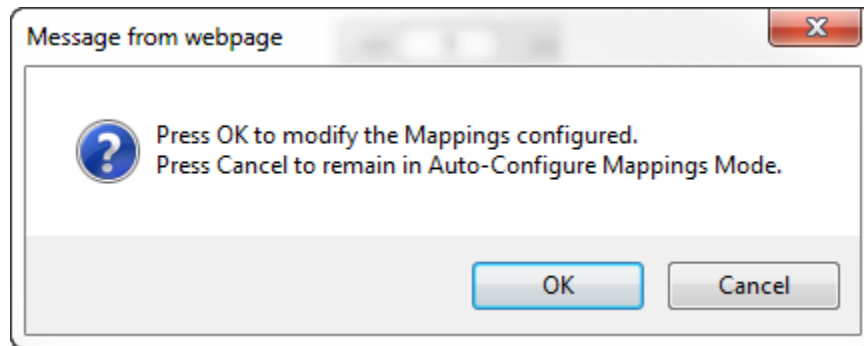 Message from webpage
Press OK to modify the Mappings configured.
Press Cancel to remain in Auto-Configure Mappings Mode.
OK
Cancel